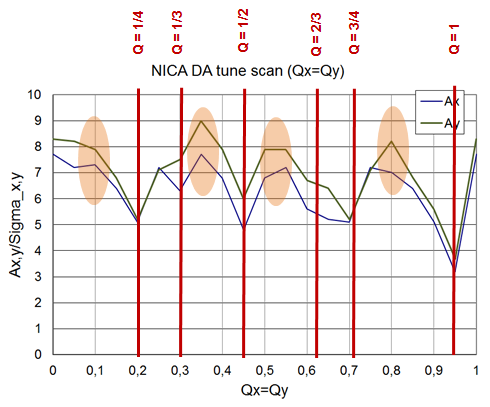 Q = 1/4
Q = 1/3
Q = 1/2
Q = 2/3
Q = 3/4
Q = 1
NICA DA tune scan (Qx=Qy)
Ax
Ay
Ax,y/Sigma_x,y
10
9
8
7
6
5
4
3
2
1
0
0 0,1 0,2 0,3 0,4 0,5 0,6 0,7 0,8 0,9 1
Qx=Qy